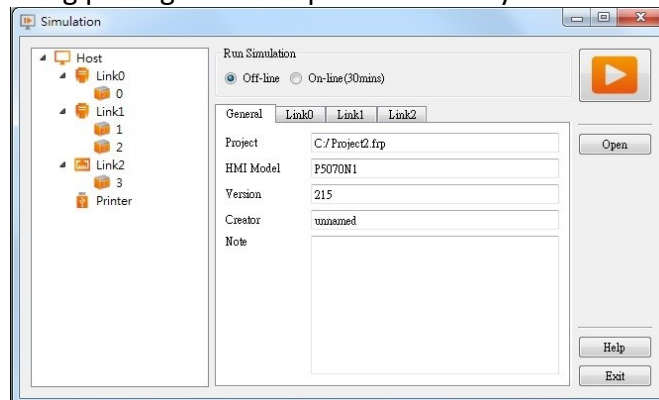 Simulation
Host
Link0
0
Link1
1
2
Link2
3
Printer
Run Simulation
Off-line On-line(30mins)
General Link0 Link1 Link2
Project C:/Project2.frp
HMI Model P5070N1
Version 215
Creator unnamed
Note
Open
Help
Exit